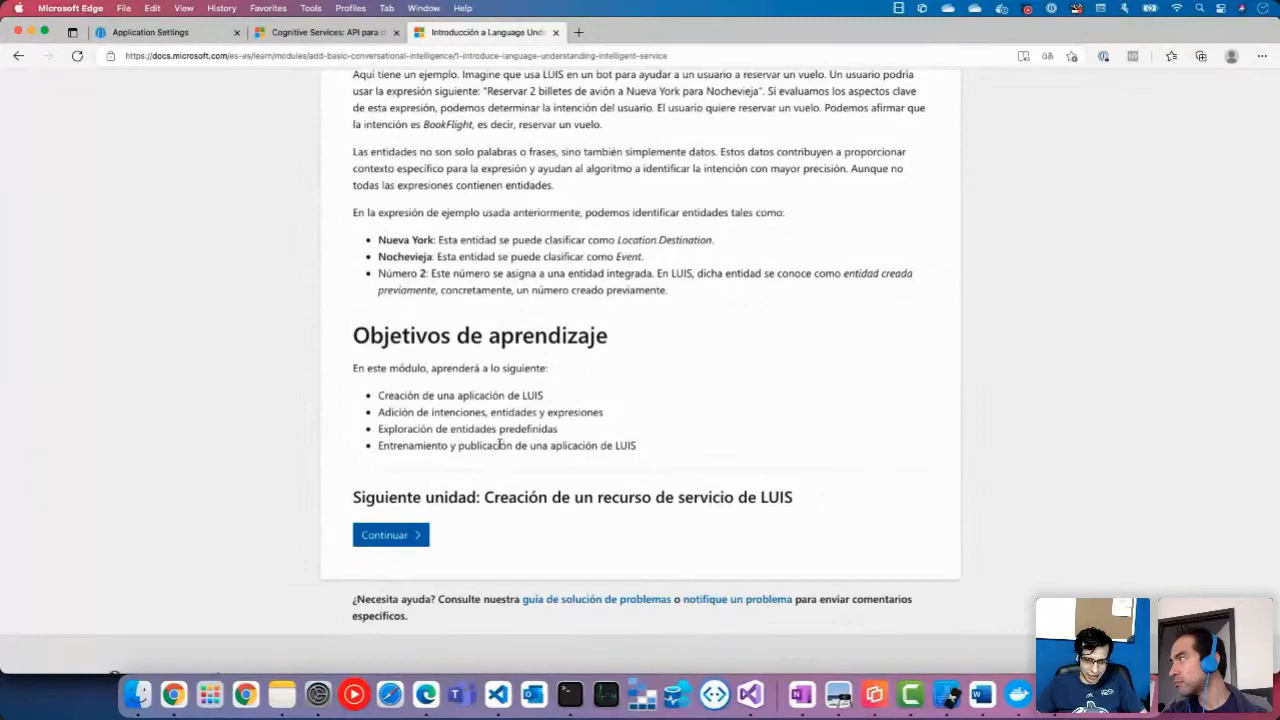 Microsoft Edge File Edit View History Favorites Tools Profiles Tab Window Help
Application Settings
Cognitive Services: API para d
Introducción a Language Unde
https://docs.microsoft.com/es-es/learn/modules/add-basic-conversational-intelligence/1-introduce-language-understanding-intelligent-service
Aquí tiene un ejemplo. Imagine que usa LUIS en un bot para ayudar a un usuario a reservar un vuelo. Un usuario podría
usar la expresión siguiente: "Reservar 2 billetes de avión a Nueva York para Nochevieja". Si evaluamos los aspectos clave
de esta expresión, podemos determinar la intención del usuario. El usuario quiere reservar un vuelo. Podemos afirmar que
la intención es BookFlight, es decir, reservar un vuelo.
Las entidades no son solo palabras o frases, sino también simplemente datos. Estos datos contribuyen a proporcionar
contexto específico para la expresión y ayudan al algoritmo a identificar la intención con mayor precisión. Aunque no
todas las expresiones contienen entidades.
En la expresión de ejemplo usada anteriormente, podemos identificar entidades tales como:
• Nueva York: Esta entidad se puede clasificar como Location.Destination.
• Nochevieja: Esta entidad se puede clasificar como Event.
• Número 2: Este número se asigna a una entidad integrada. En LUIS, dicha entidad se conoce como entidad creada
previamente, concretamente, un número creado previamente.
Objetivos de aprendizaje
En este módulo, aprenderá a lo siguiente:
• Creación de una aplicación de LUIS
• Adición de intenciones, entidades y expresiones
• Exploración de entidades predefinidas
• Entrenamiento y publicación de una aplicación de LUIS
Siguiente unidad: Creación de un recurso de servicio de LUIS
Continuar
¿Necesita ayuda? Consulte nuestra guía de solución de problemas o notifique un problema para enviar comentarios
específicos.